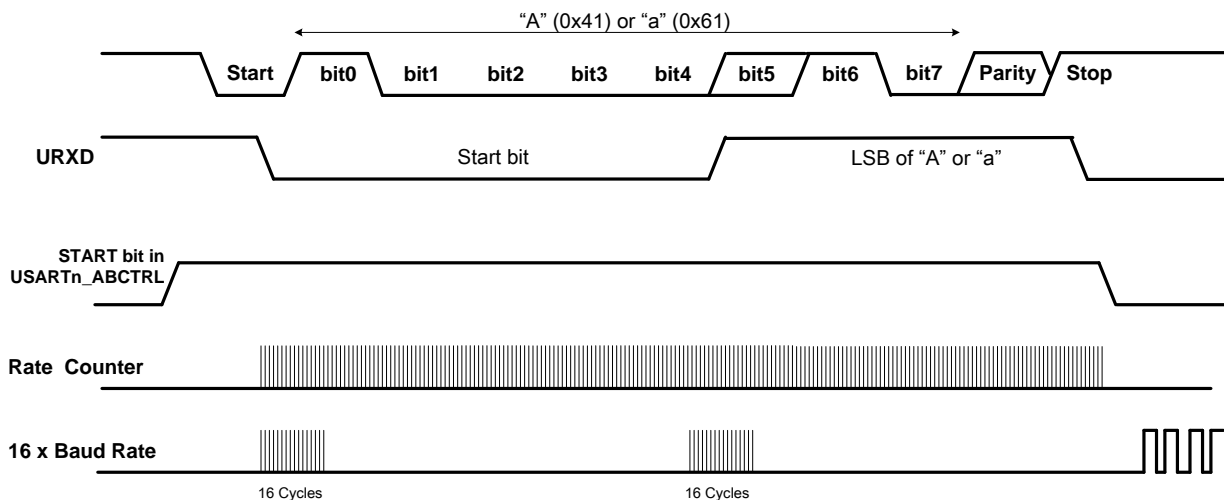 “A” (0x41) or “a” (0x61)
Start bit0 bit1 bit2 bit3 bit4 bit5 bit6 bit7 Parity Stop
URXD Start bit LSB of “A” or “a”
START bit in
USARTn_ABCTRL
Rate Counter
16 x Baud Rate
16 Cycles 16 Cycles